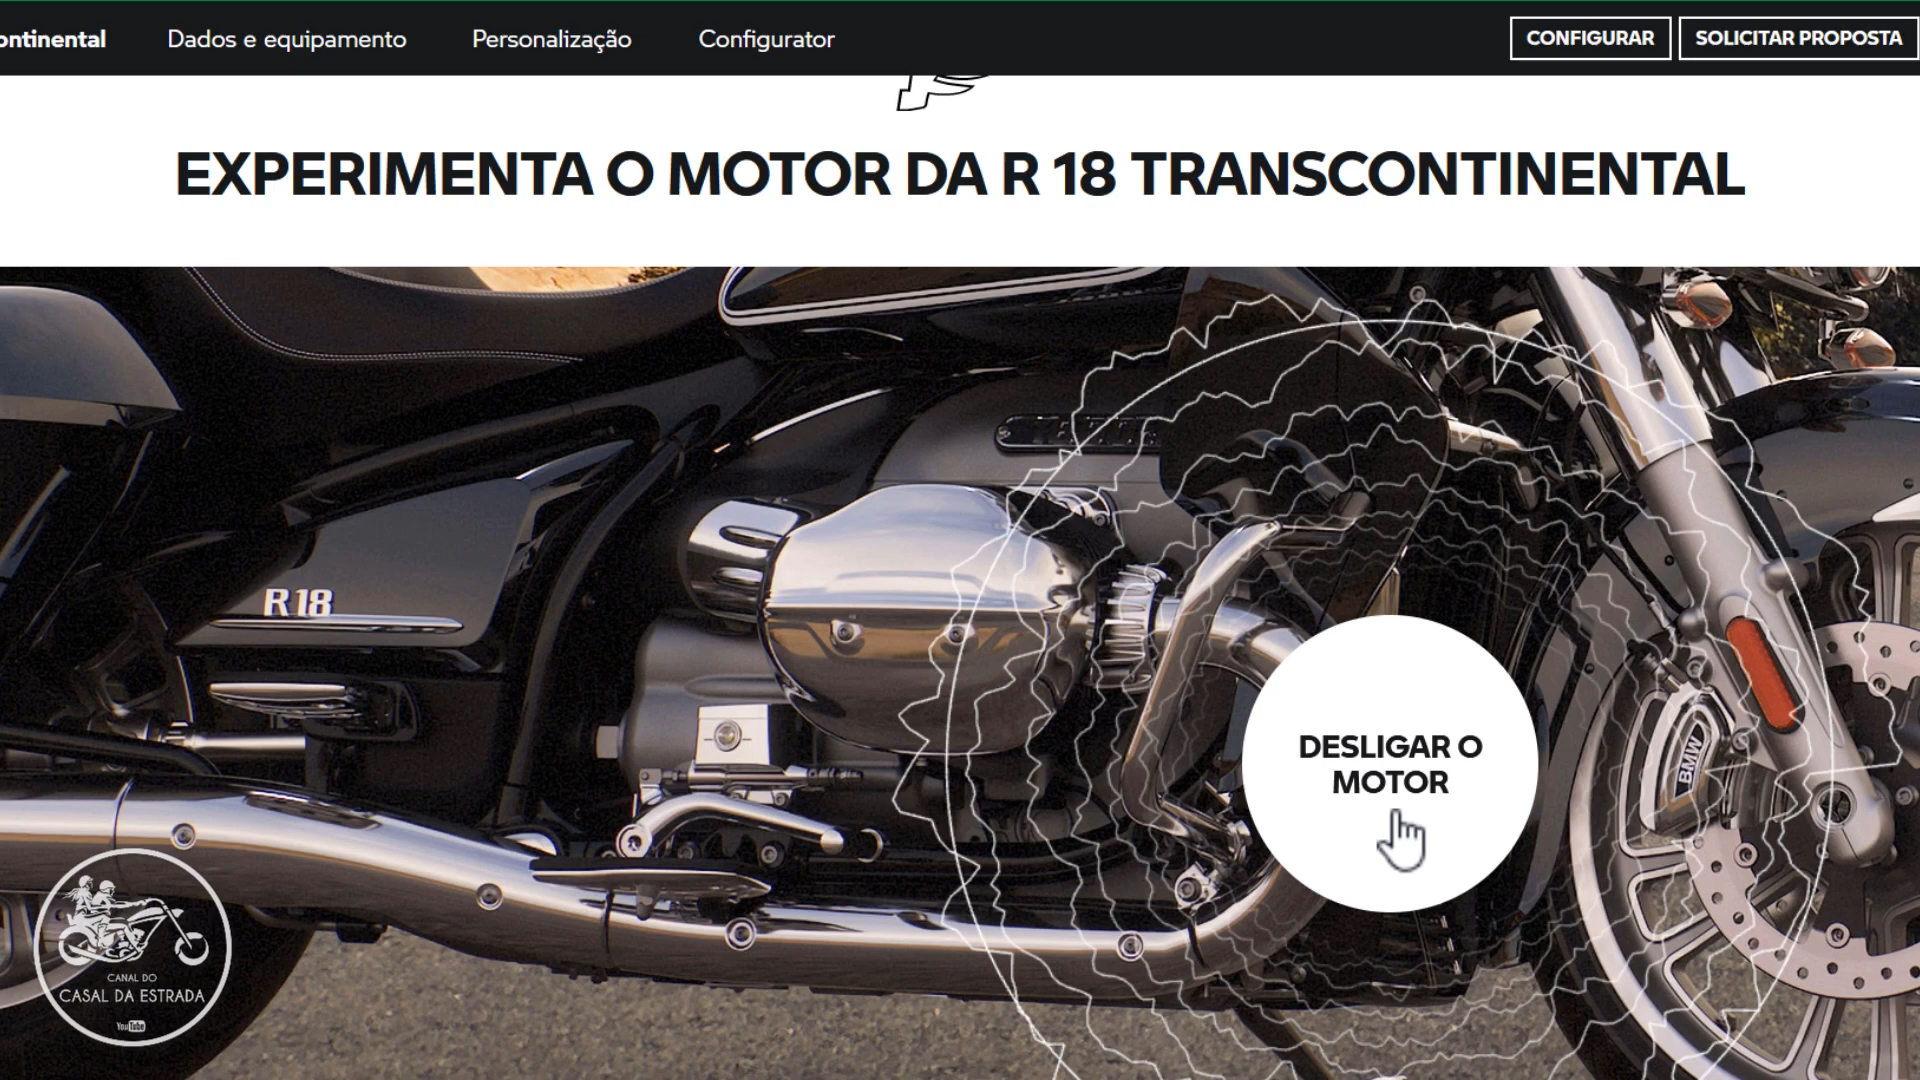 ontinental
Dados e equipamento
Personalização
Configurator
CONFIGURAR
SOLICITAR PROPOSTA
EXPERIMENTA O MOTOR DA R 18 TRANSCONTINENTAL
R18
DESLIGAR O
MOTOR
BMW
CANAL DO
CASAL DA ESTRADA
YouTube